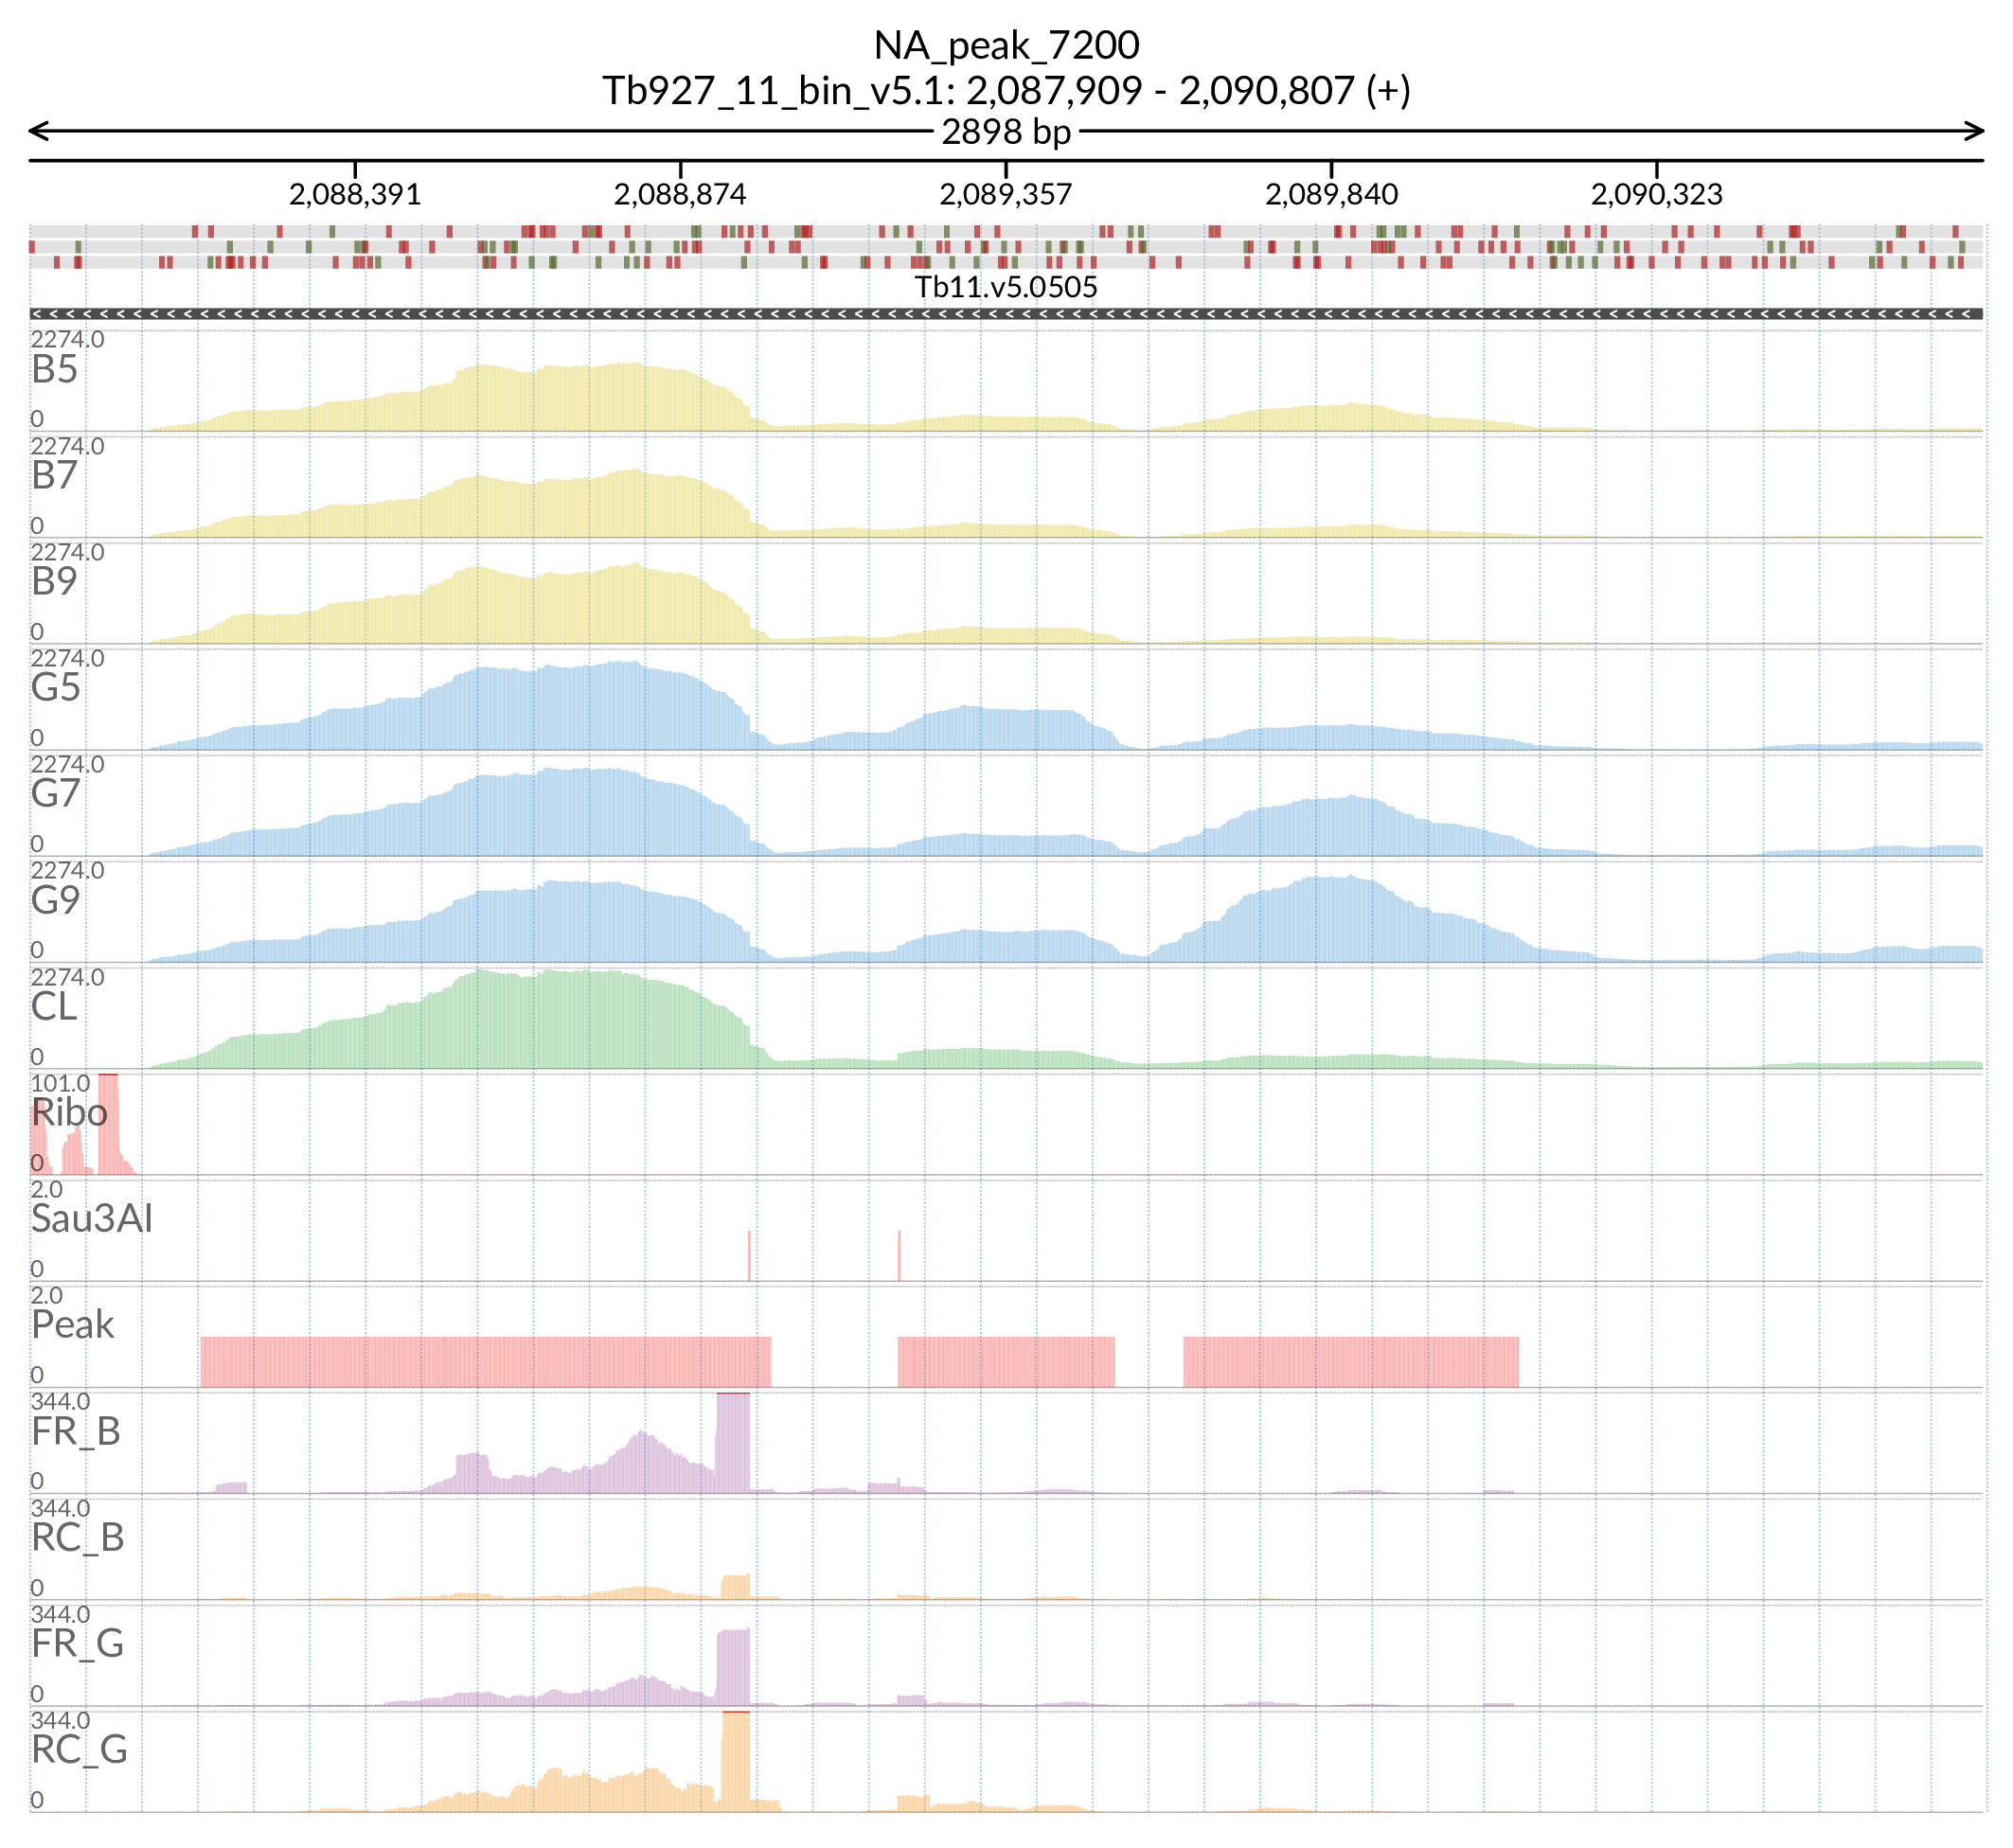 NA_peak_7200
Tb927_11_bin_v5.1: 2,087,909 - 2,090,807 (+)
2898 bp
2,088,391 2,088,874 2,089,357 2,089,840 2,090,323
Tb11.v5.0505
2274.0
B5
0
2274.0
B7
0
2274.0
B9
0
2274.0
G5
0
2274.0
G7
0
2274.0
G9
0
2274.0
CL
0
101.0
Ribo
0
2.0
Sau3AI
0
2.0
Peak
0
344.0
FR_B
0
344.0
RC_B
0
344.0
FR_G
0
344.0
RC_G
0